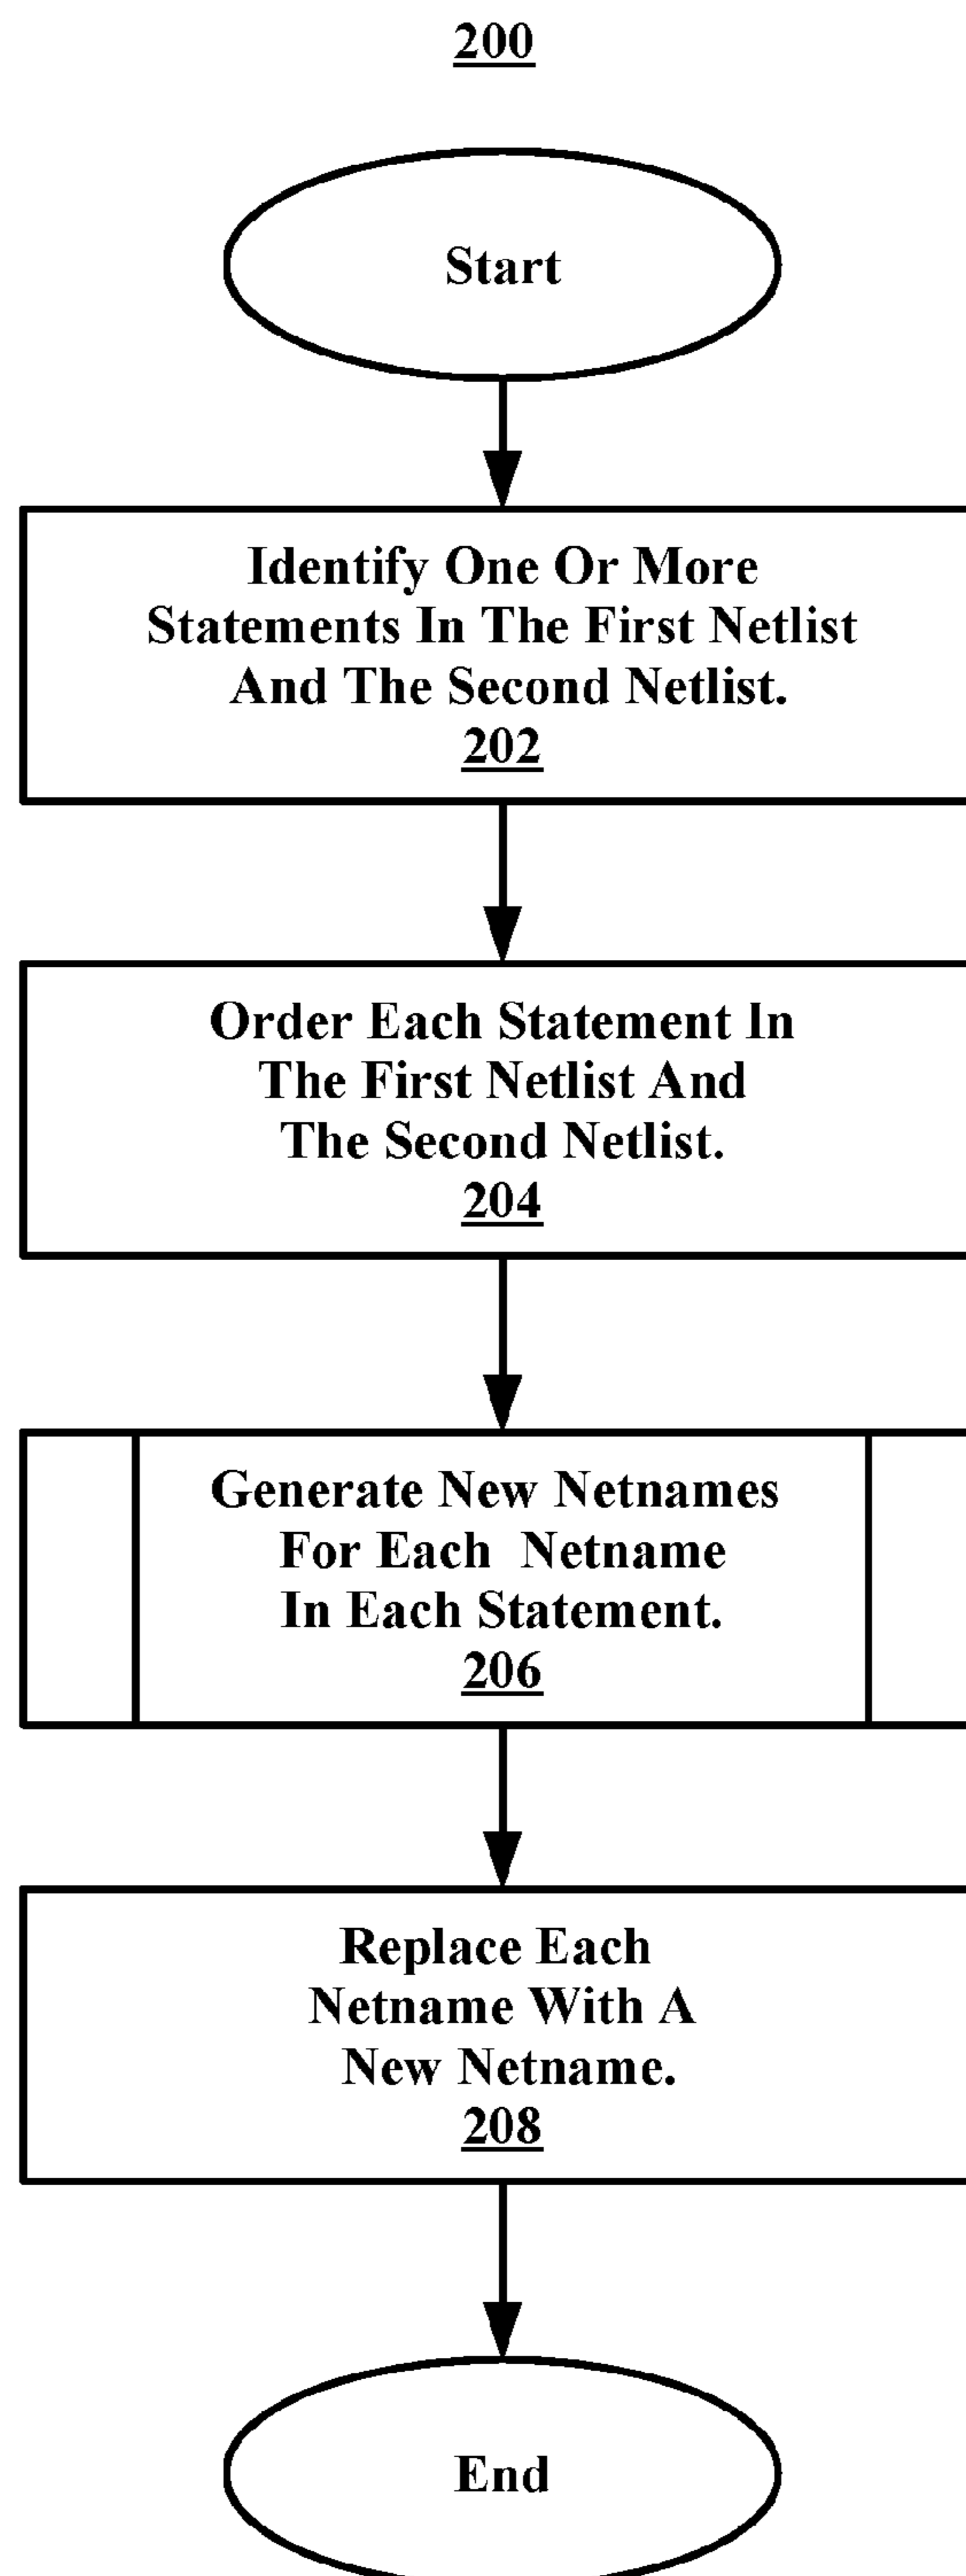 200
Start
Identify One Or More
Statements In The First Netlist
And The Second Netlist.
202
Order Each Statement In
The First Netlist And
The Second Netlist.
204
Generate New Netnames
For Each Netname
In Each Statement.
206
Replace Each
Netname With A
New Netname.
208
End